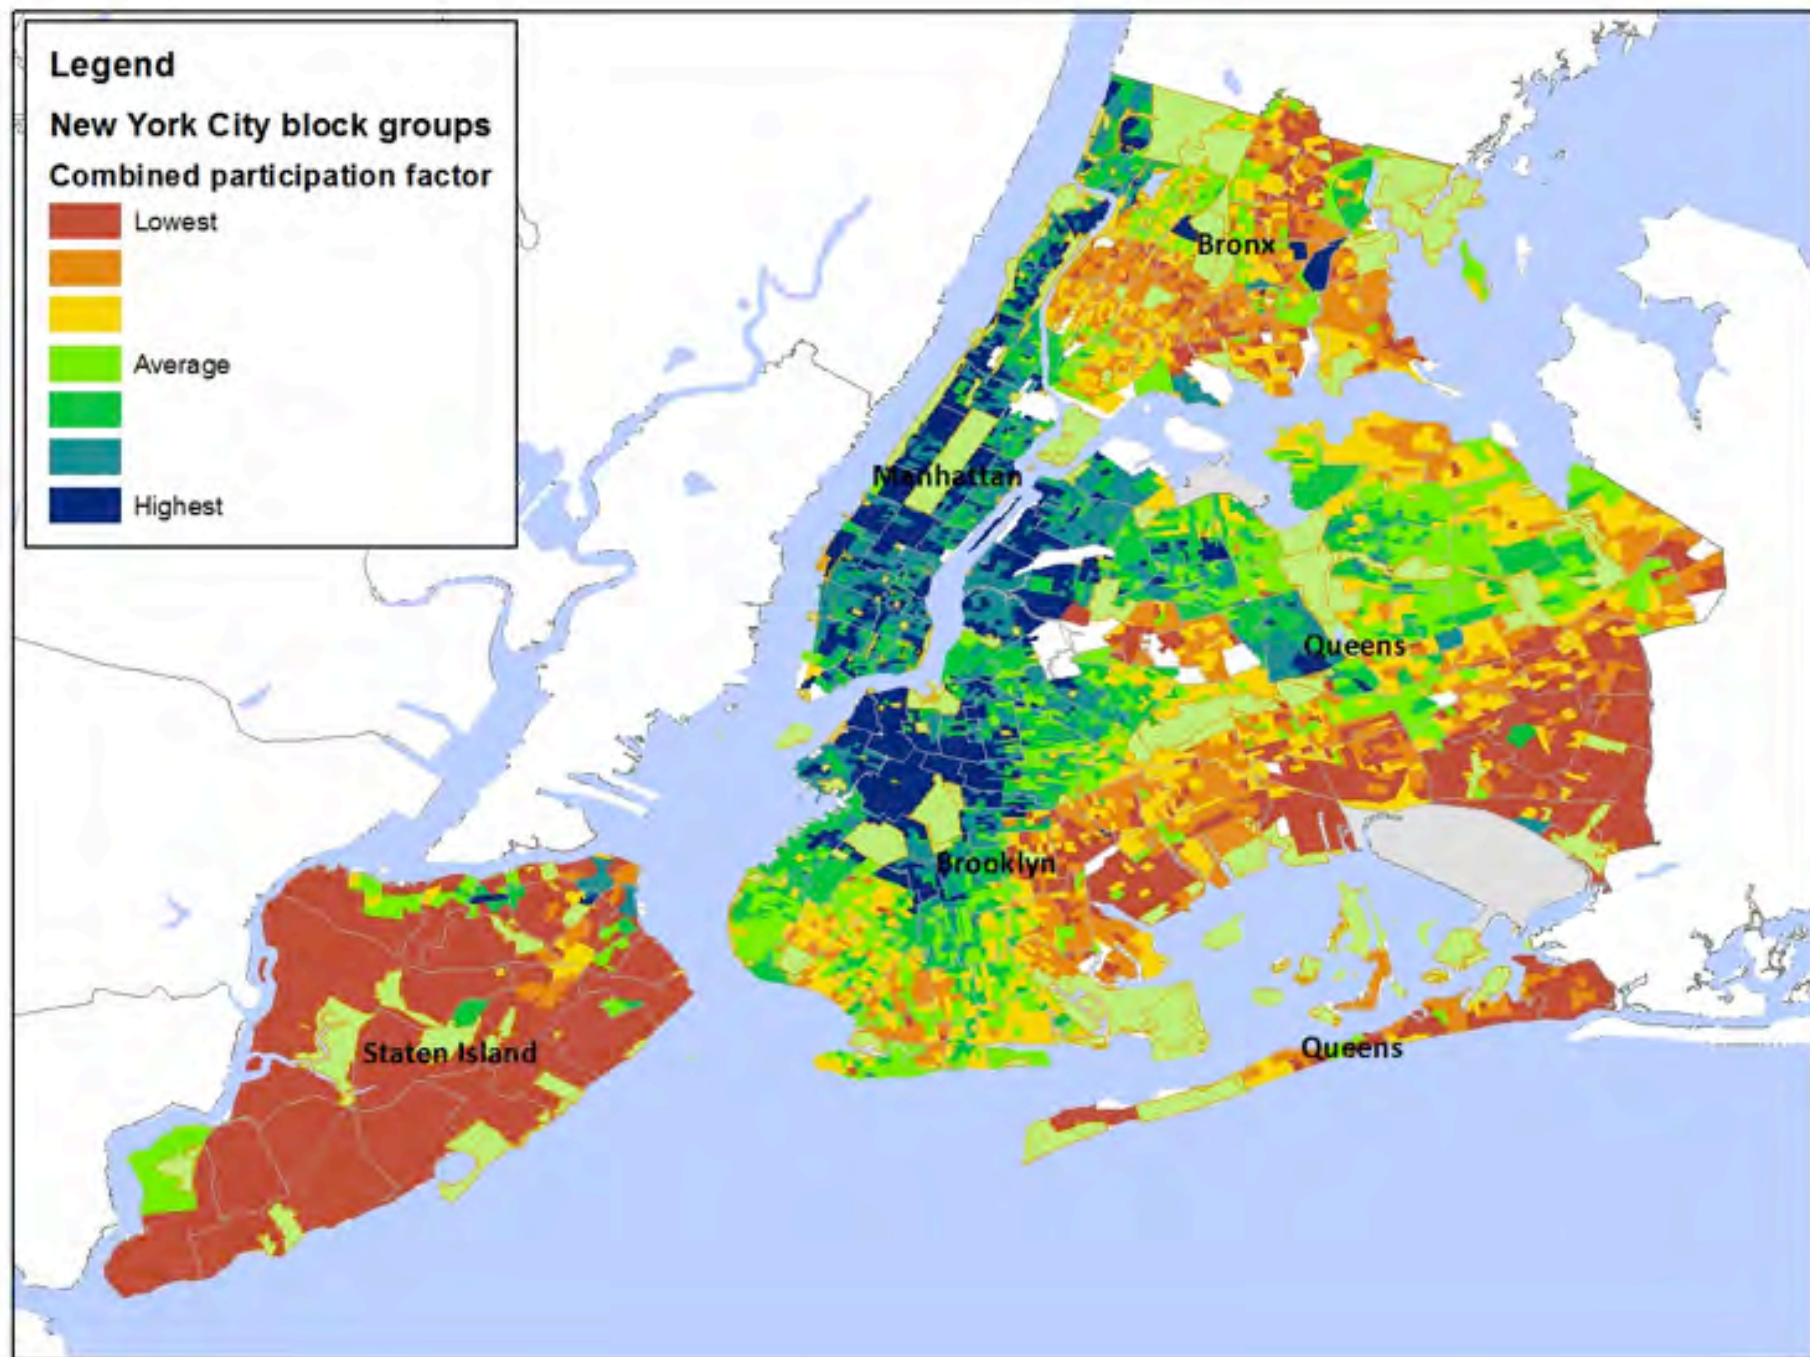 Legend
New York City block groups
Combined participation factor
Lowest
Average
Highest
Bronx
Manhattan
Queens
Brooklyn
Staten Island
Queens